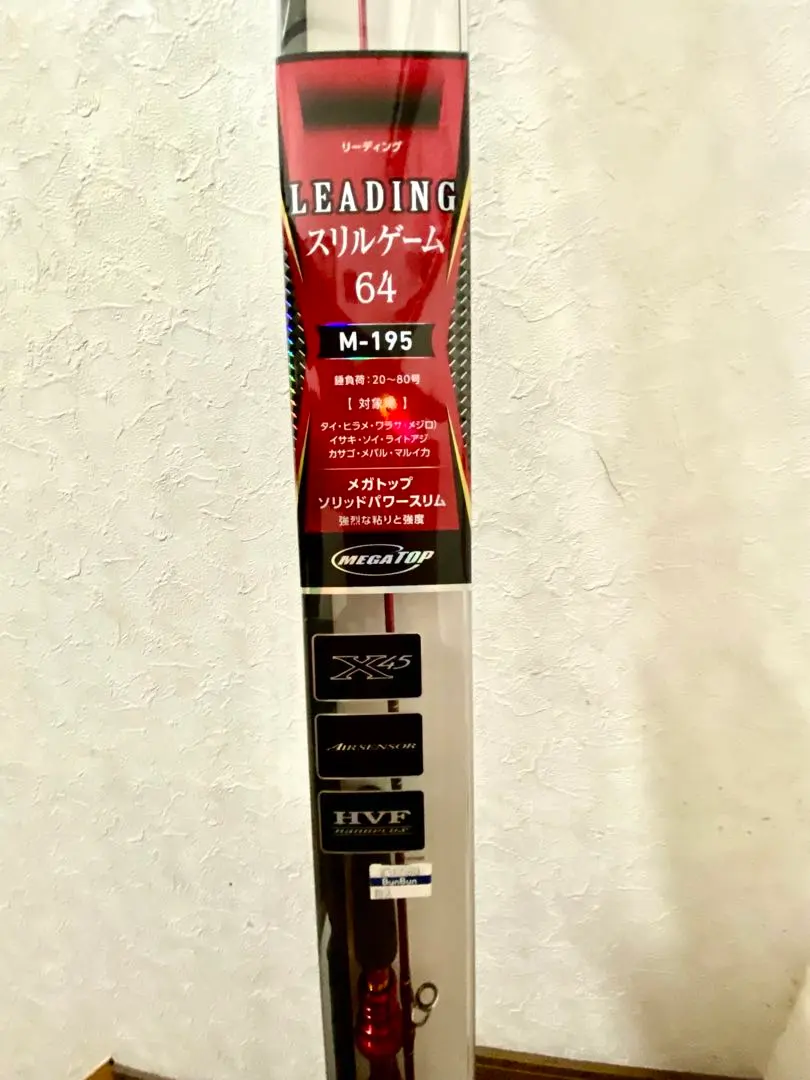 リーディング
LEADING
スリルゲーム
64
M-195
錘負荷:20〜80号
【 対象魚 】
タイ・ヒラメ・ワラサ(メジロ)
イサキ・ソイ・ライトアジ
カサゴ・メバル・マルイカ
メガトップ
ソリッドパワースリム
強烈な粘りと強度
MEGATOP
X45
AIRSENSOR
HVF
NANOPLUS
BunBun